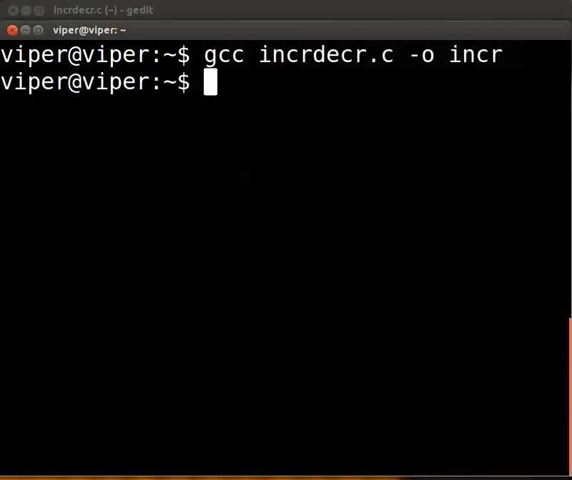 incrdecr.c (~) - gedit
viper@viper: ~
viper@viper:~$ gcc incrdecr.c -o incr
viper@viper:~$